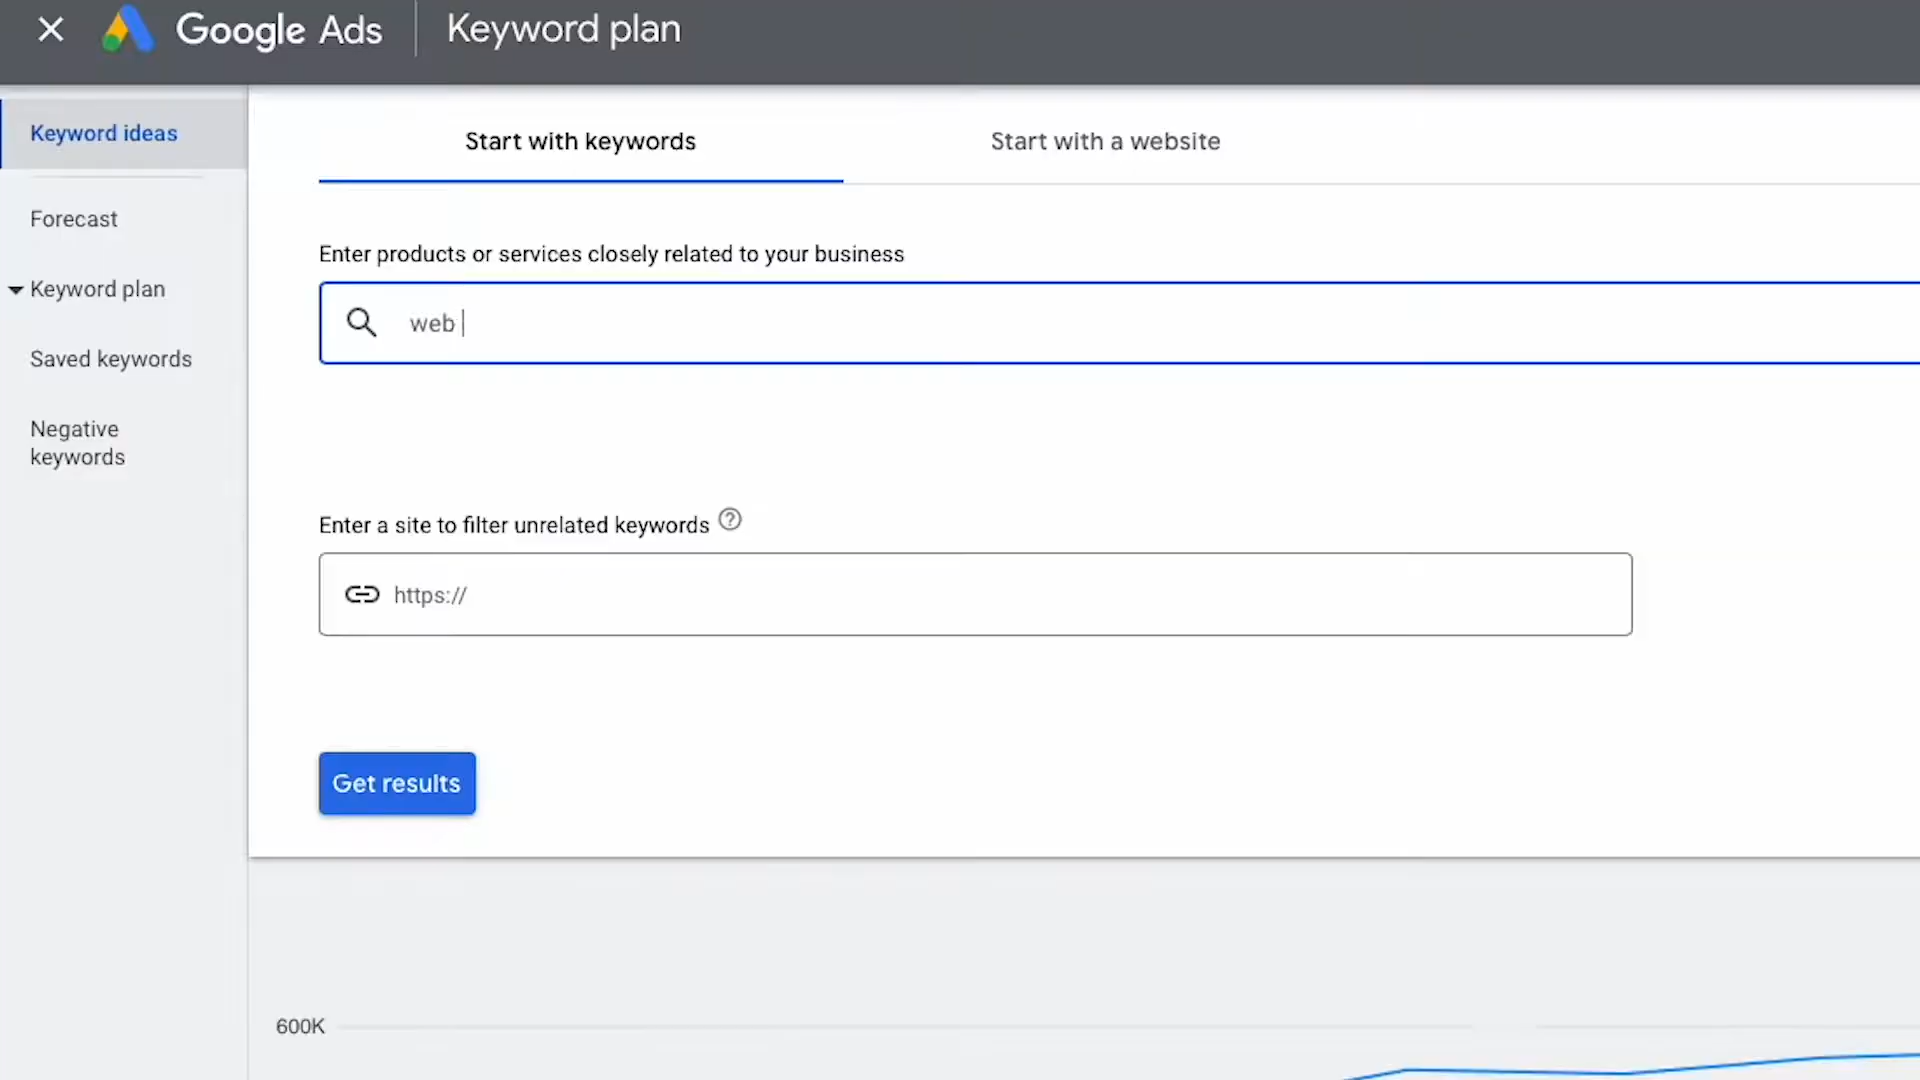 Google Ads
Keyword plan
Keyword ideas
Forecast
Keyword plan
Saved keywords
Negative
keywords
Start with keywords
Start with a website
Enter products or services closely related to your business
web
Enter a site to filter unrelated keywords
https://
Get results
600K